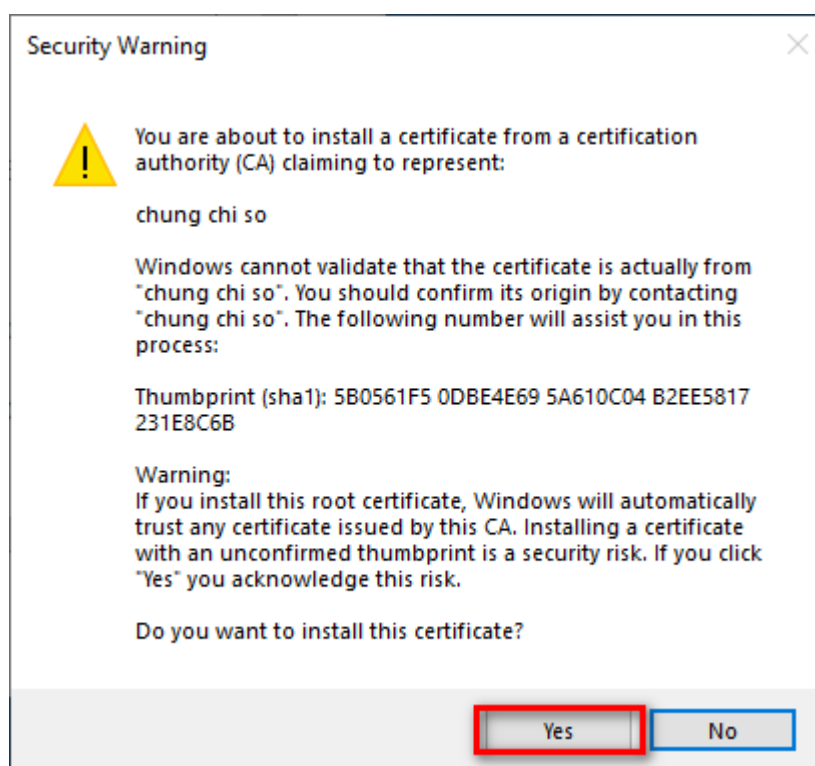 Security Warning
You are about to install a certificate from a certification
authority (CA) claiming to represent:
chung chi so
Windows cannot validate that the certificate is actually from
"chung chi so". You should confirm its origin by contacting
"chung chi so". The following number will assist you in this
process:
Thumbprint (sha1): 5B0561F5 0DBE4E69 5A610C04 B2EE5817
231E8C6B
Warning:
If you install this root certificate, Windows will automatically
trust any certificate issued by this CA. Installing a certificate
with an unconfirmed thumbprint is a security risk. If you click
"Yes" you acknowledge this risk.
Do you want to install this certificate?
Yes
No